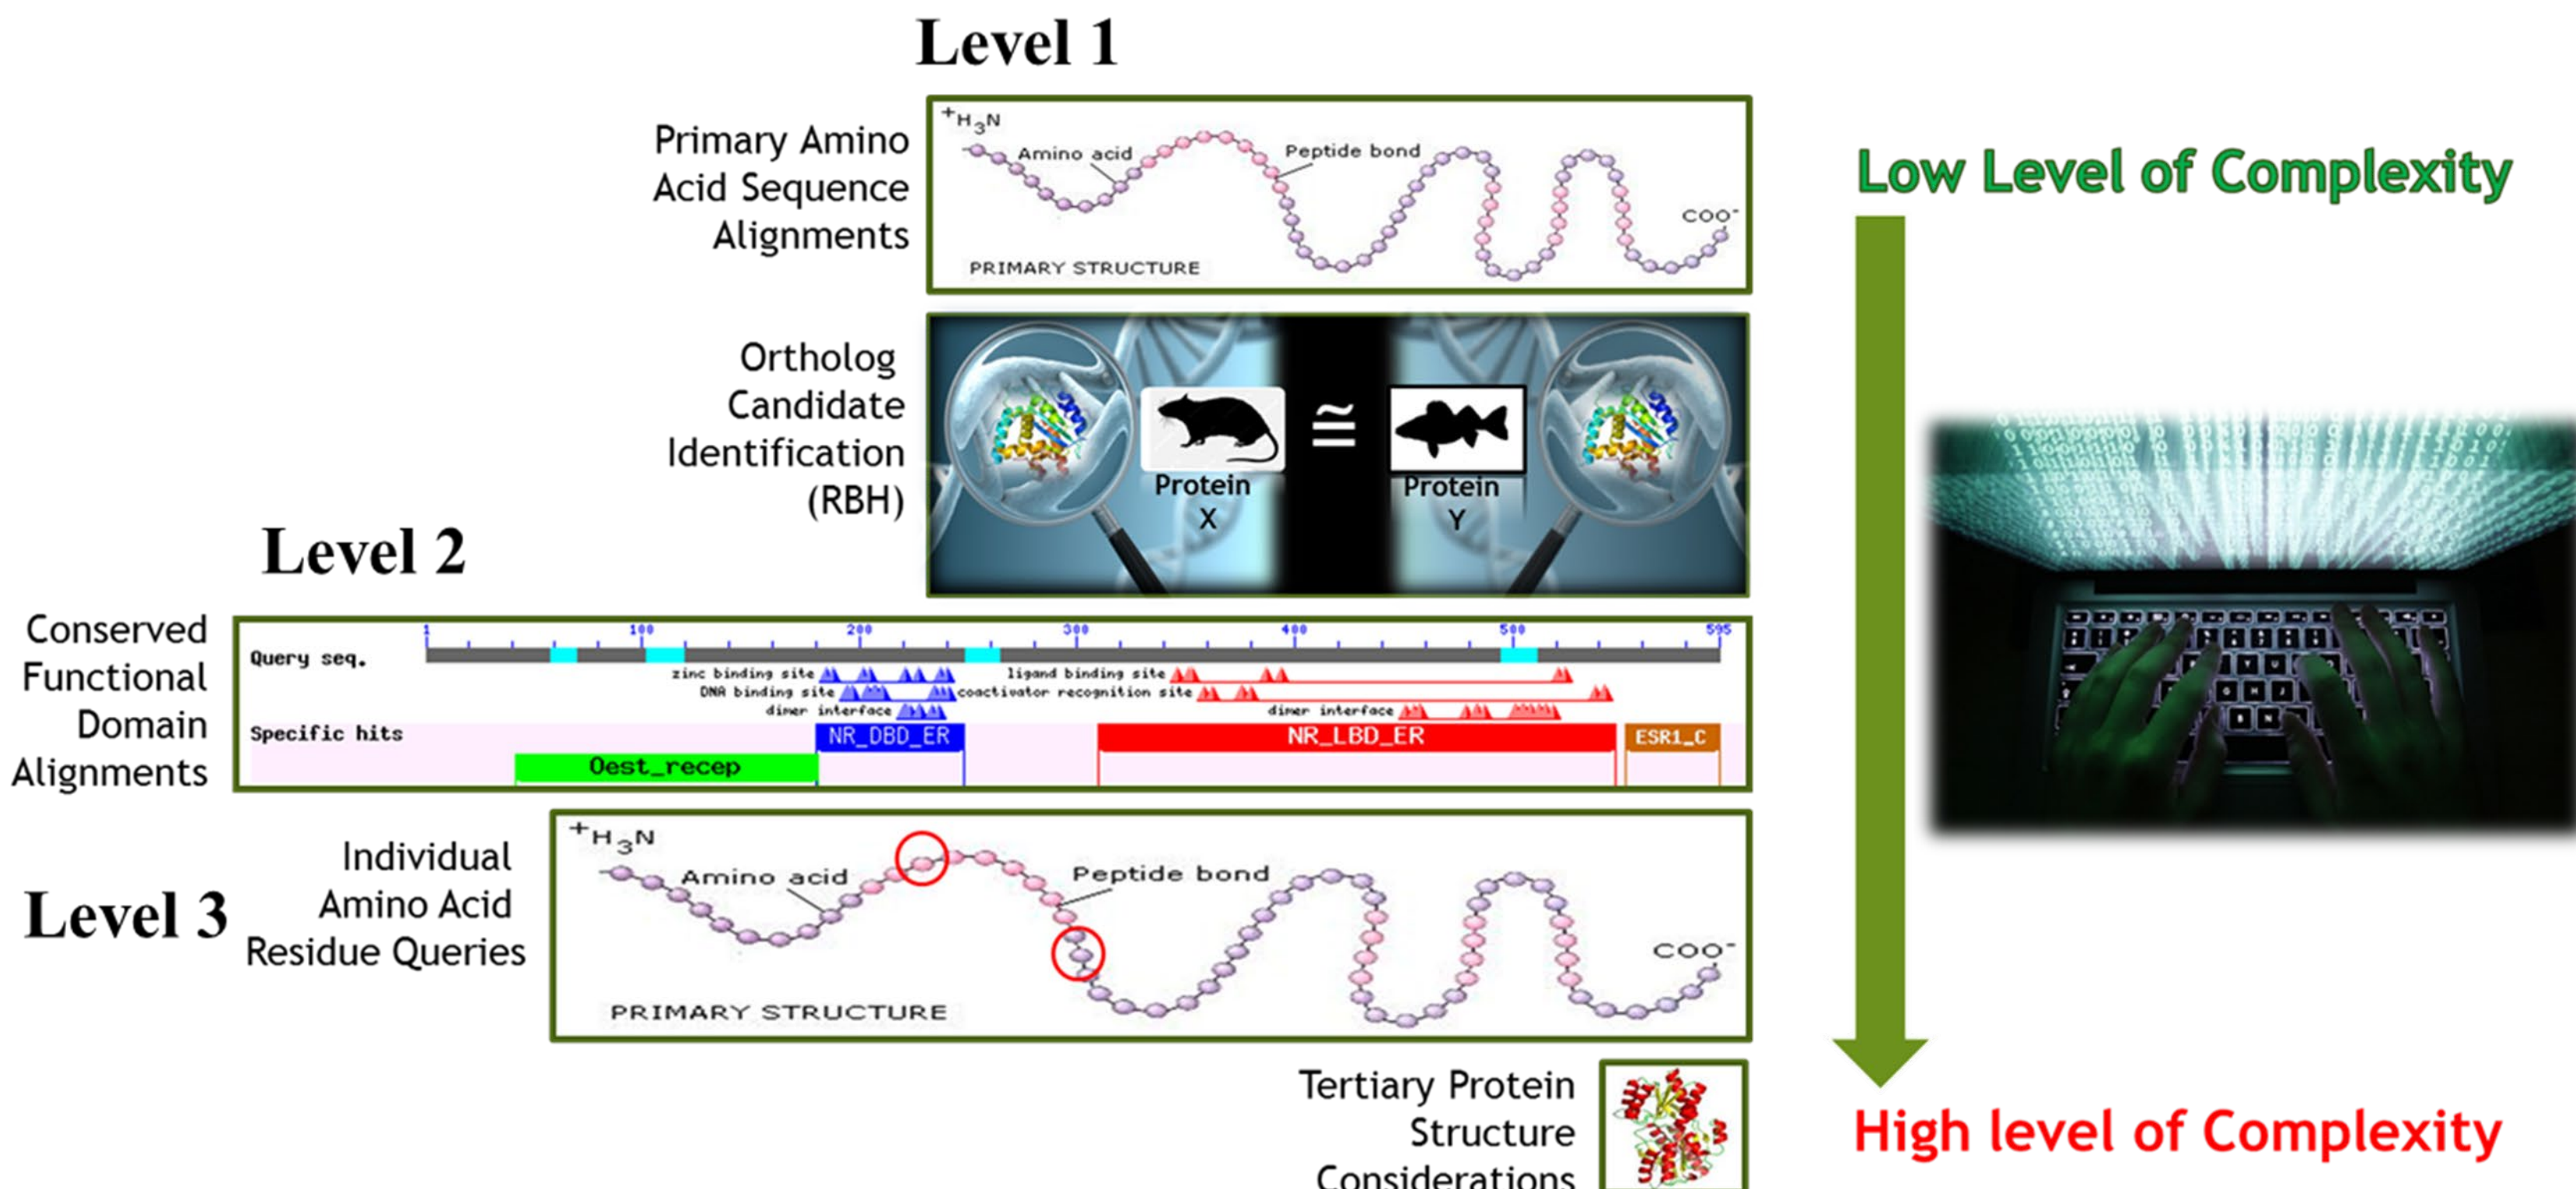 Level 1
Primary Amino
Acid Sequence
Alignments
+H3N
Amino acid
Peptide bond
COO-
PRIMARY STRUCTURE
Ortholog
Candidate
Identification
(RBH)
≅
Protein
X
Protein
Y
Level 2
Conserved
Functional
Domain
Alignments
1 100 200 300 400 500 595
Query seq.
zinc binding site
ligand binding site
DNA binding site
coactivator recognition site
dimer interface
dimer interface
Specific hits
NR_DBD_ER
NR_LBD_ER
ESR1_C
Oest_recep
Level 3
Individual
Amino Acid
Residue Queries
+H3N
Amino acid
Peptide bond
COO-
PRIMARY STRUCTURE
Tertiary Protein
Structure
Considerations
Low Level of Complexity
High level of Complexity